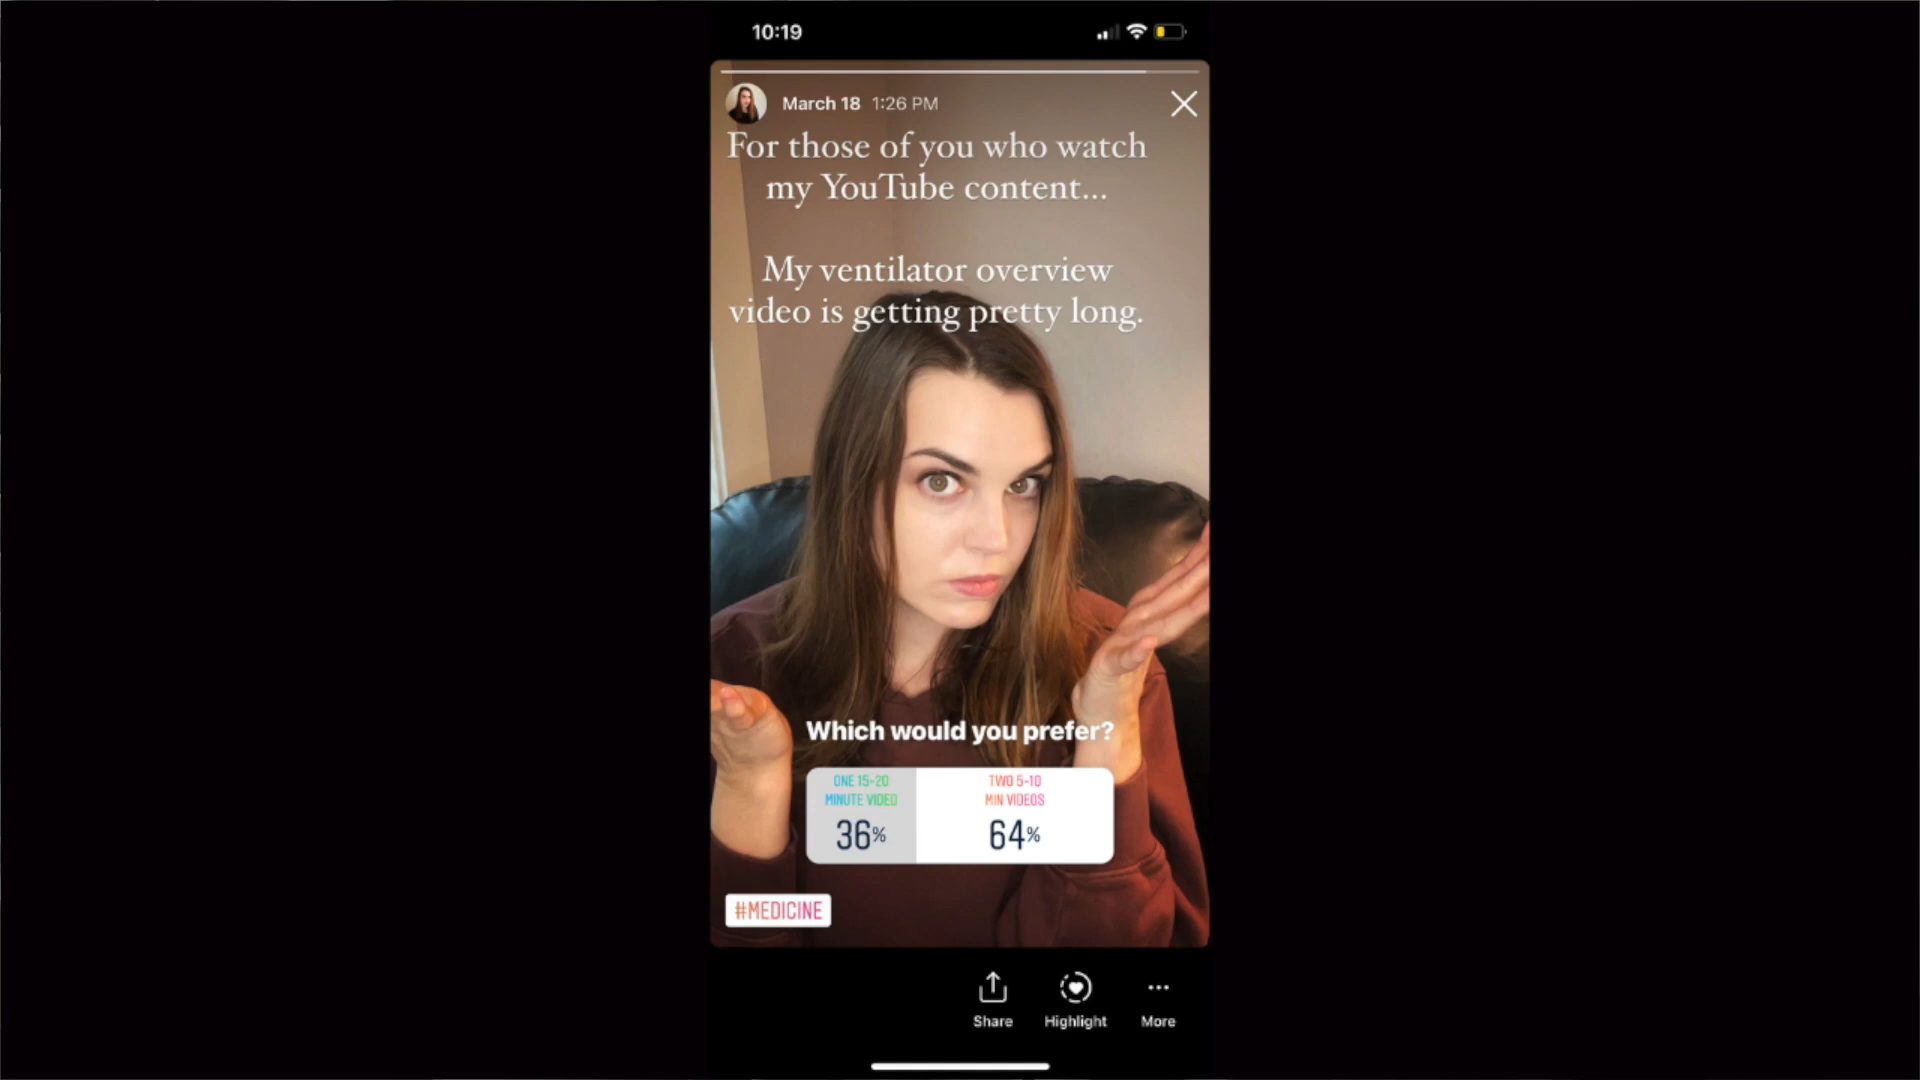 10:19
March 18 1:26 PM
For those of you who watch
my YouTube content...
My ventilator overview
video is getting pretty long.
Which would you prefer?
ONE 15-20
MINUTE VIDEO
36%
TWO 5-10
MIN VIDEOS
64%
#MEDICINE
Share
Highlight
More